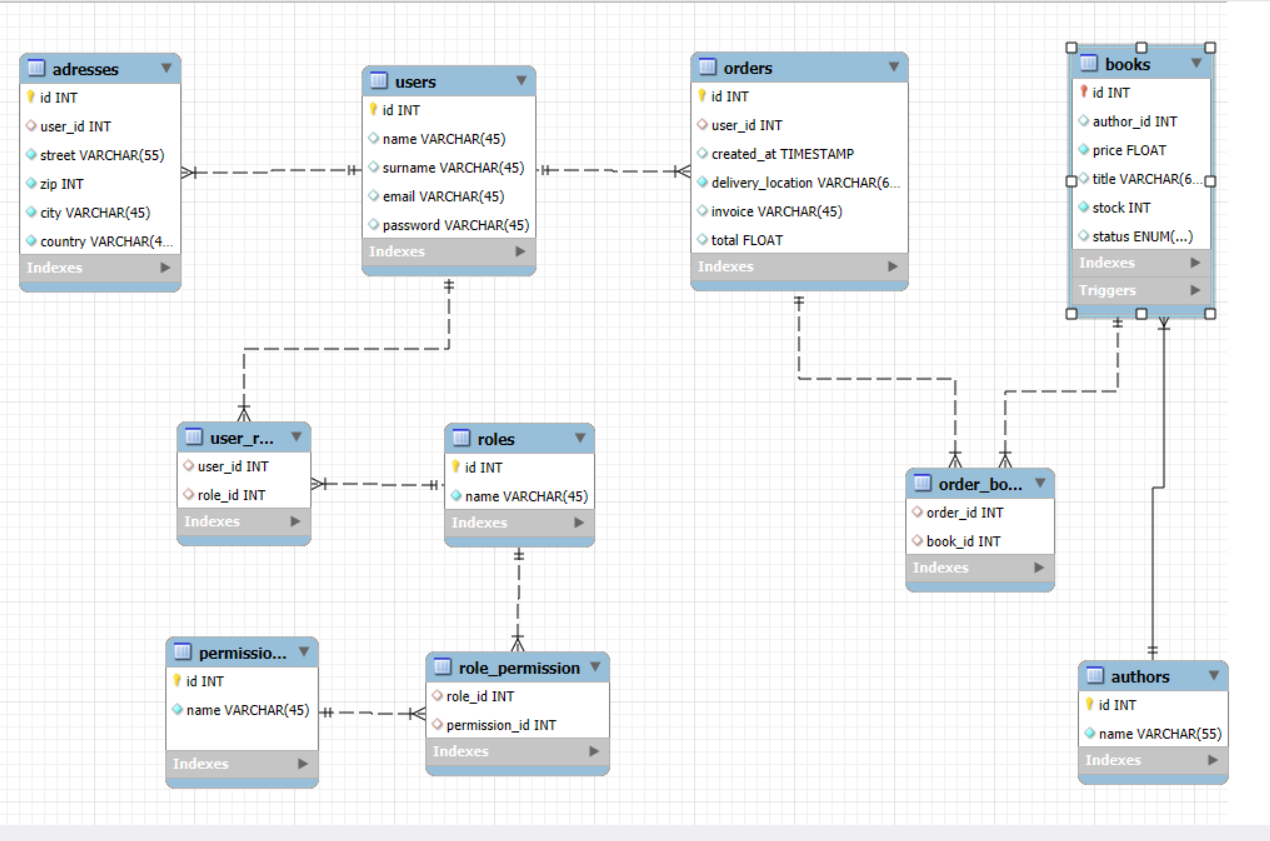 adresses
id INT
user_id INT
street VARCHAR(55)
zip INT
city VARCHAR(45)
country VARCHAR(4...
Indexes
users
id INT
name VARCHAR(45)
surname VARCHAR(45)
email VARCHAR(45)
password VARCHAR(45)
Indexes
orders
id INT
user_id INT
created_at TIMESTAMP
delivery_location VARCHAR(6...
invoice VARCHAR(45)
total FLOAT
Indexes
books
id INT
author_id INT
price FLOAT
title VARCHAR(6...
stock INT
status ENUM(...)
Indexes
Triggers
user_r...
user_id INT
role_id INT
Indexes
roles
id INT
name VARCHAR(45)
Indexes
order_bo...
order_id INT
book_id INT
Indexes
permissio...
id INT
name VARCHAR(45)
Indexes
role_permission
role_id INT
permission_id INT
Indexes
authors
id INT
name VARCHAR(55)
Indexes